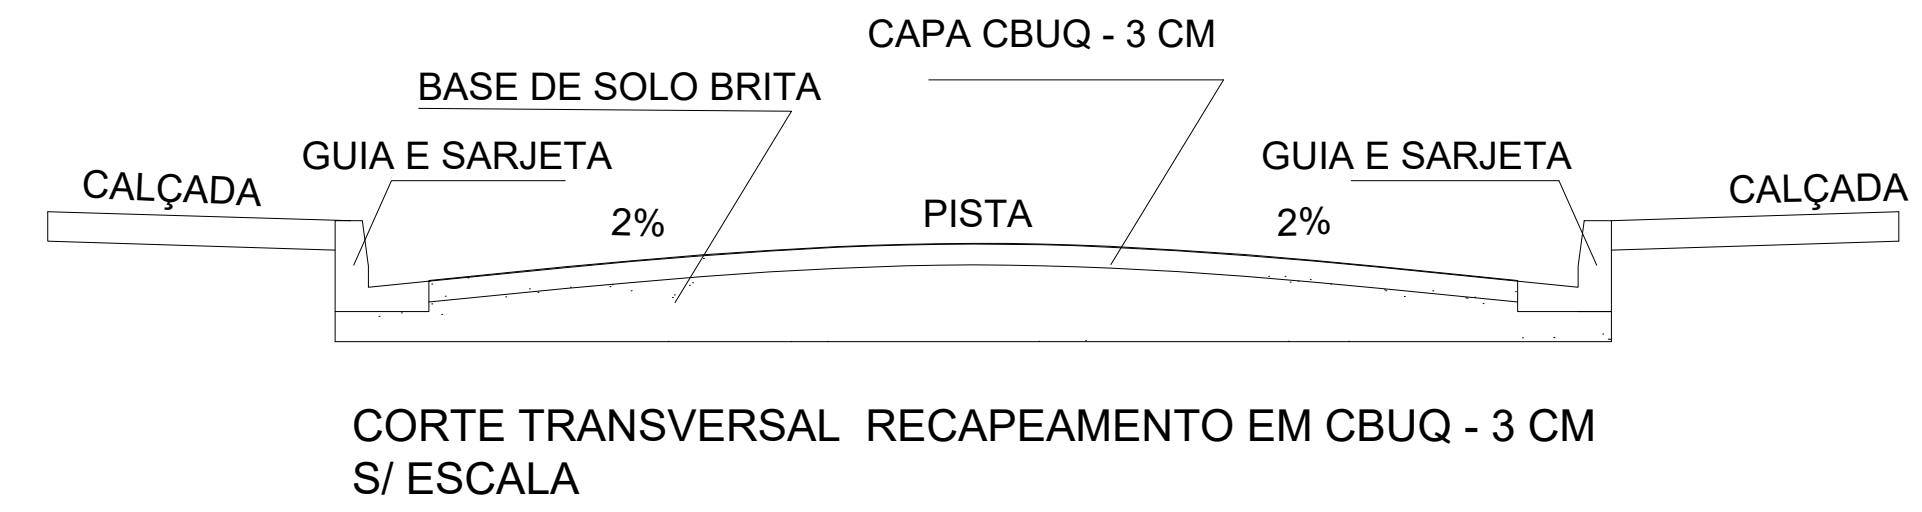 CAPA CBUQ - 3 CM
BASE DE SOLO BRITA
GUIA E SARJETA
GUIA E SARJETA
CALÇADA
CALÇADA
2%
PISTA
2%
CORTE TRANSVERSAL RECAPEAMENTO EM CBUQ - 3 CM
S/ ESCALA